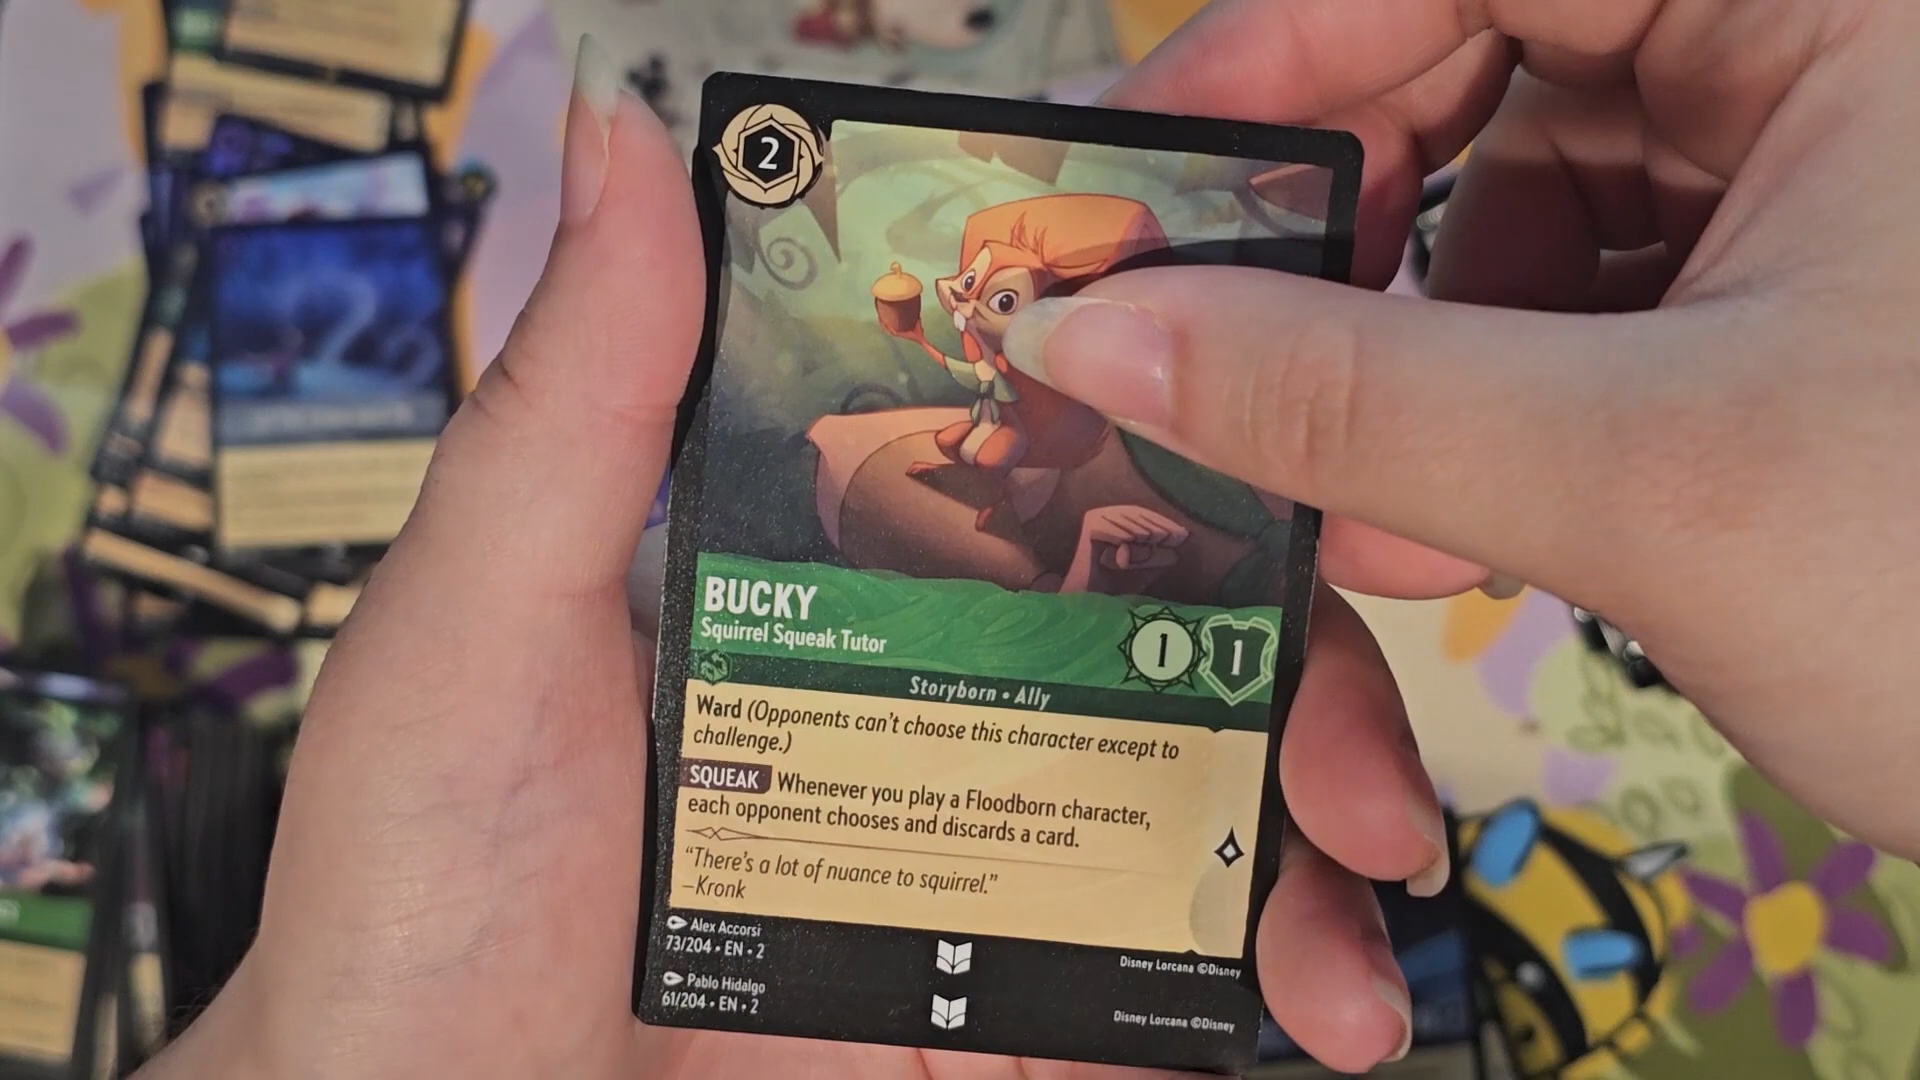 2
BUCKY
Squirrel Squeak Tutor
1 1
Storyborn • Ally
Ward (Opponents can't choose this character except to
challenge.)
SQUEAK Whenever you play a Floodborn character,
each opponent chooses and discards a card.
“There's a lot of nuance to squirrel.”
–Kronk
Alex Accorsi
73/204 • EN • 2
Disney Lorcana ©Disney
Pablo Hidalgo
61/204 • EN • 2
Disney Lorcana ©Disney